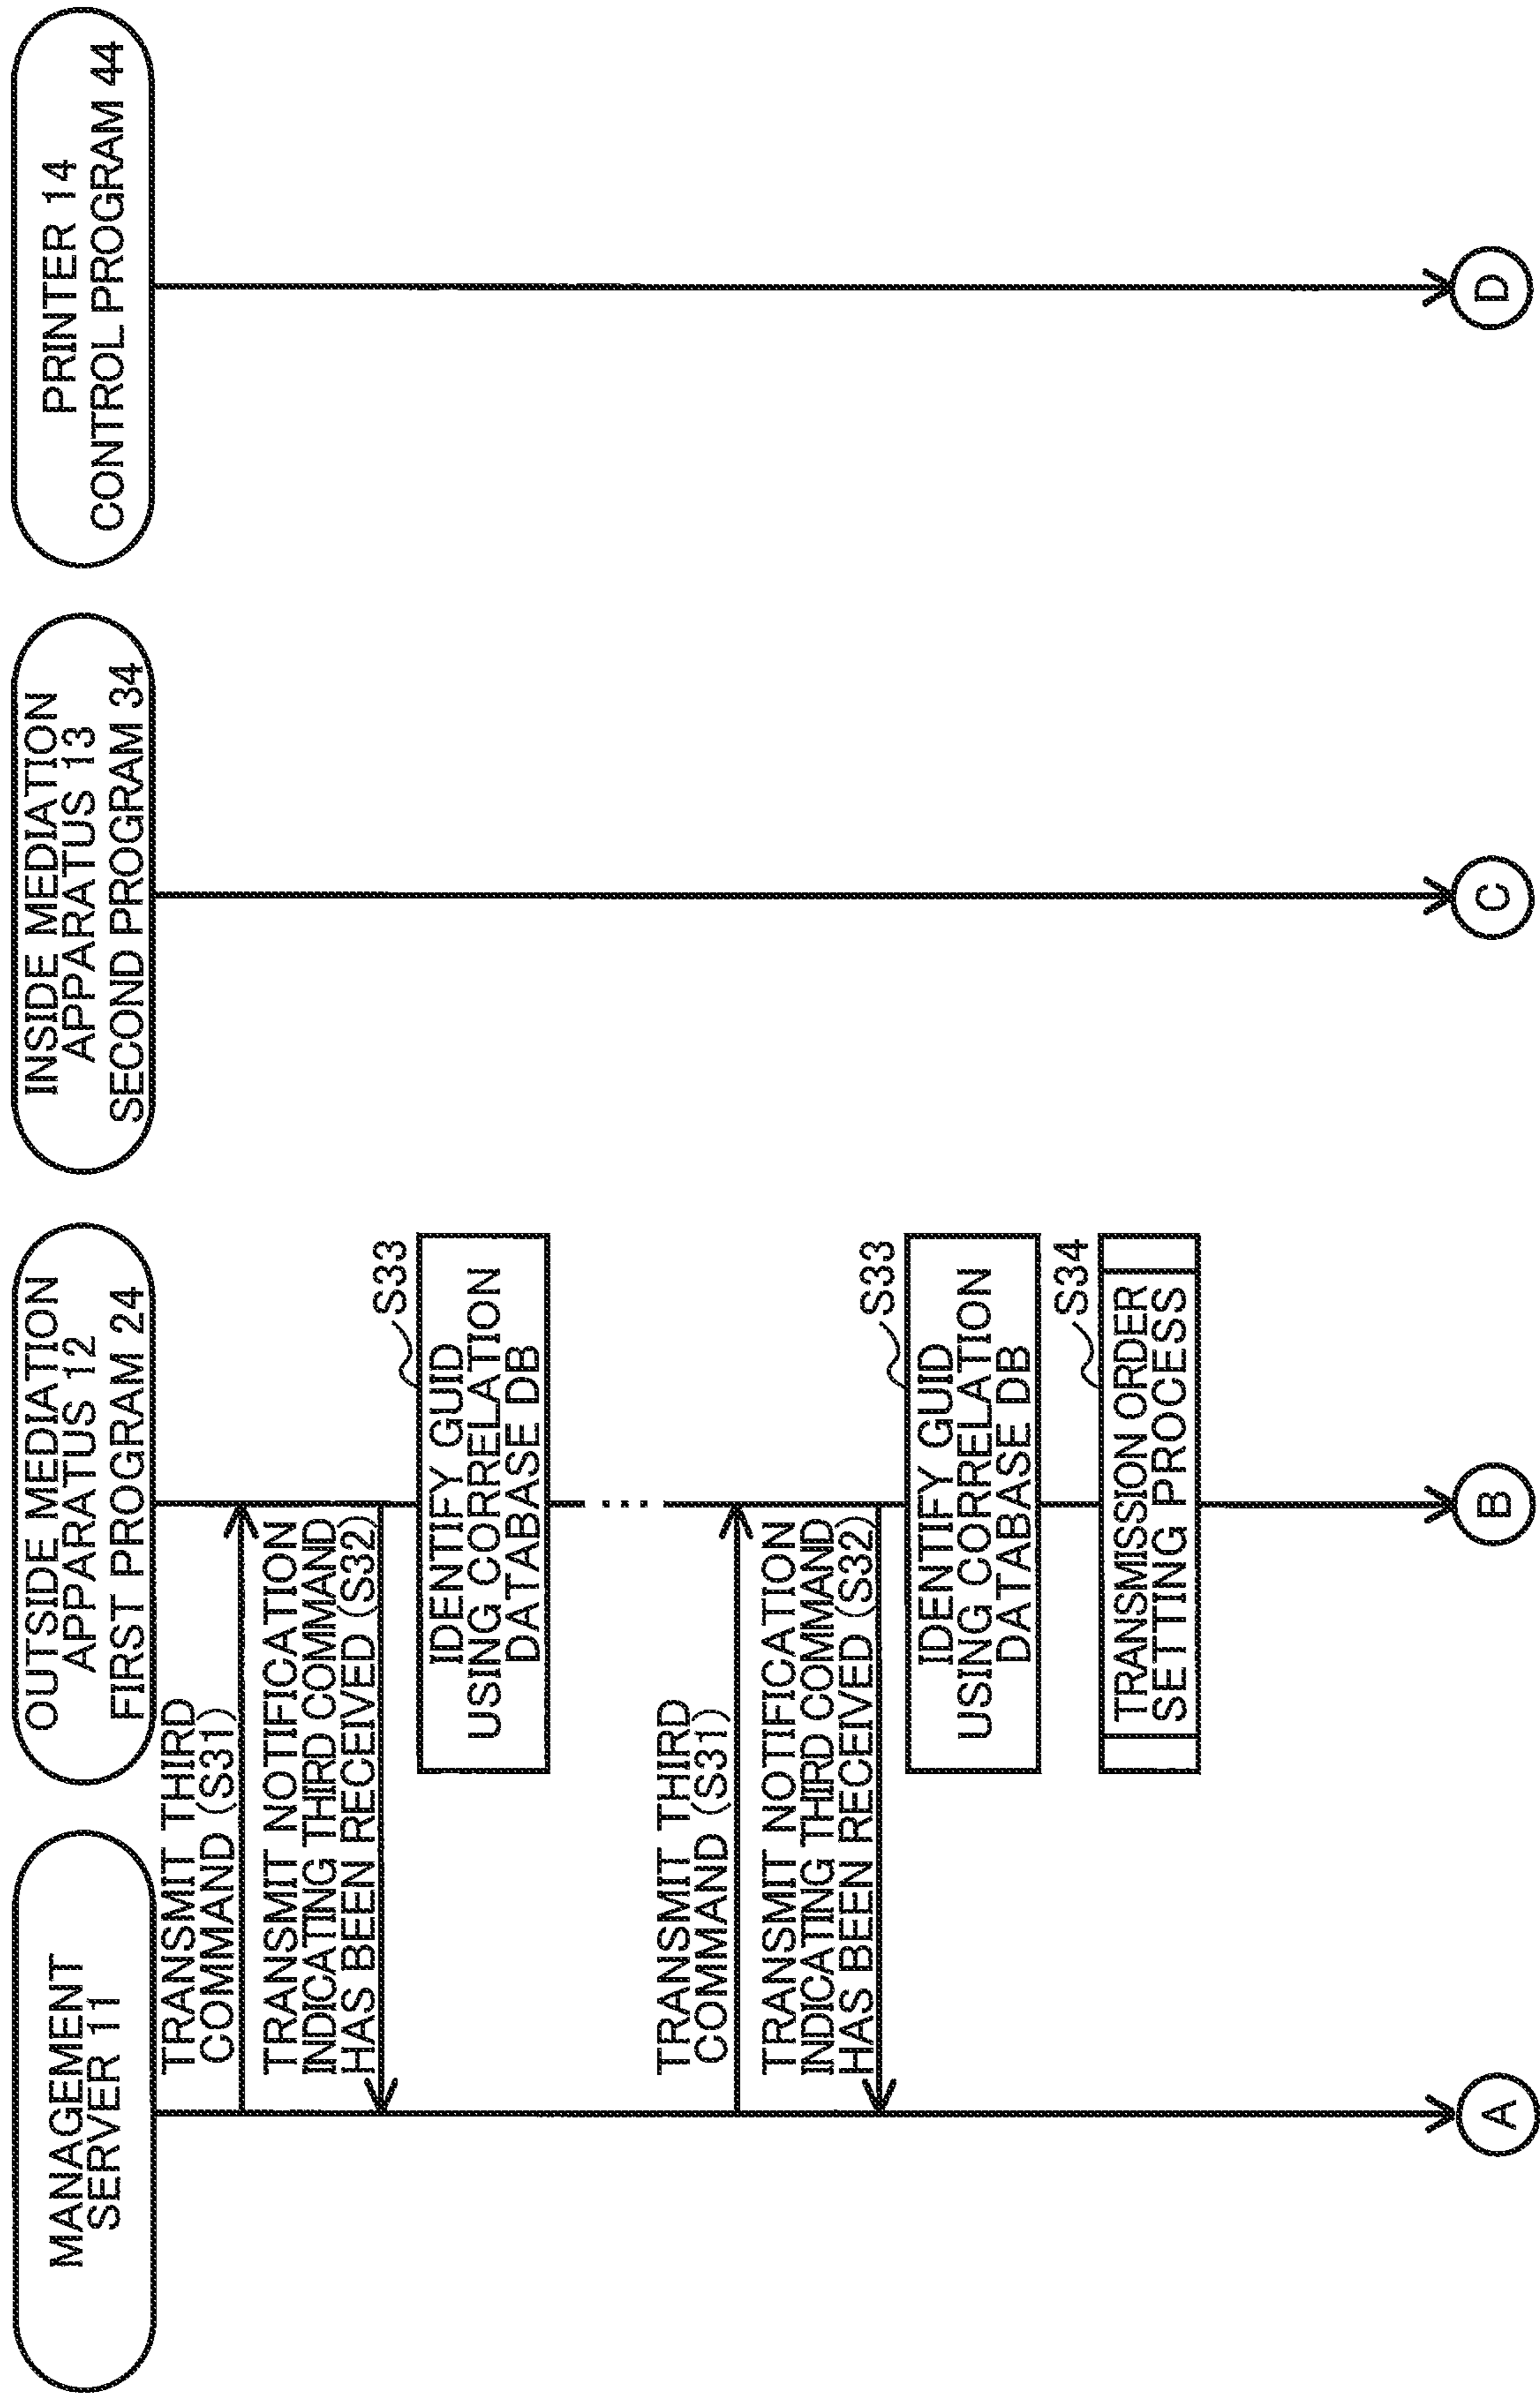 MANAGEMENT
SERVER 11
OUTSIDE MEDIATION
APPARATUS 12
FIRST PROGRAM 24
INSIDE MEDIATION
APPARATUS 13
SECOND PROGRAM 34
PRINTER 14
CONTROL PROGRAM 44
TRANSMIT THIRD
COMMAND (S31)
TRANSMIT NOTIFICATION
INDICATING THIRD COMMAND
HAS BEEN RECEIVED (S32)
S33
IDENTIFY GUID
USING CORRELATION
DATABASE DB
TRANSMIT THIRD
COMMAND (S31)
TRANSMIT NOTIFICATION
INDICATING THIRD COMMAND
HAS BEEN RECEIVED (S32)
S33
IDENTIFY GUID
USING CORRELATION
DATABASE DB
S34
TRANSMISSION ORDER
SETTING PROCESS
A
B
C
D